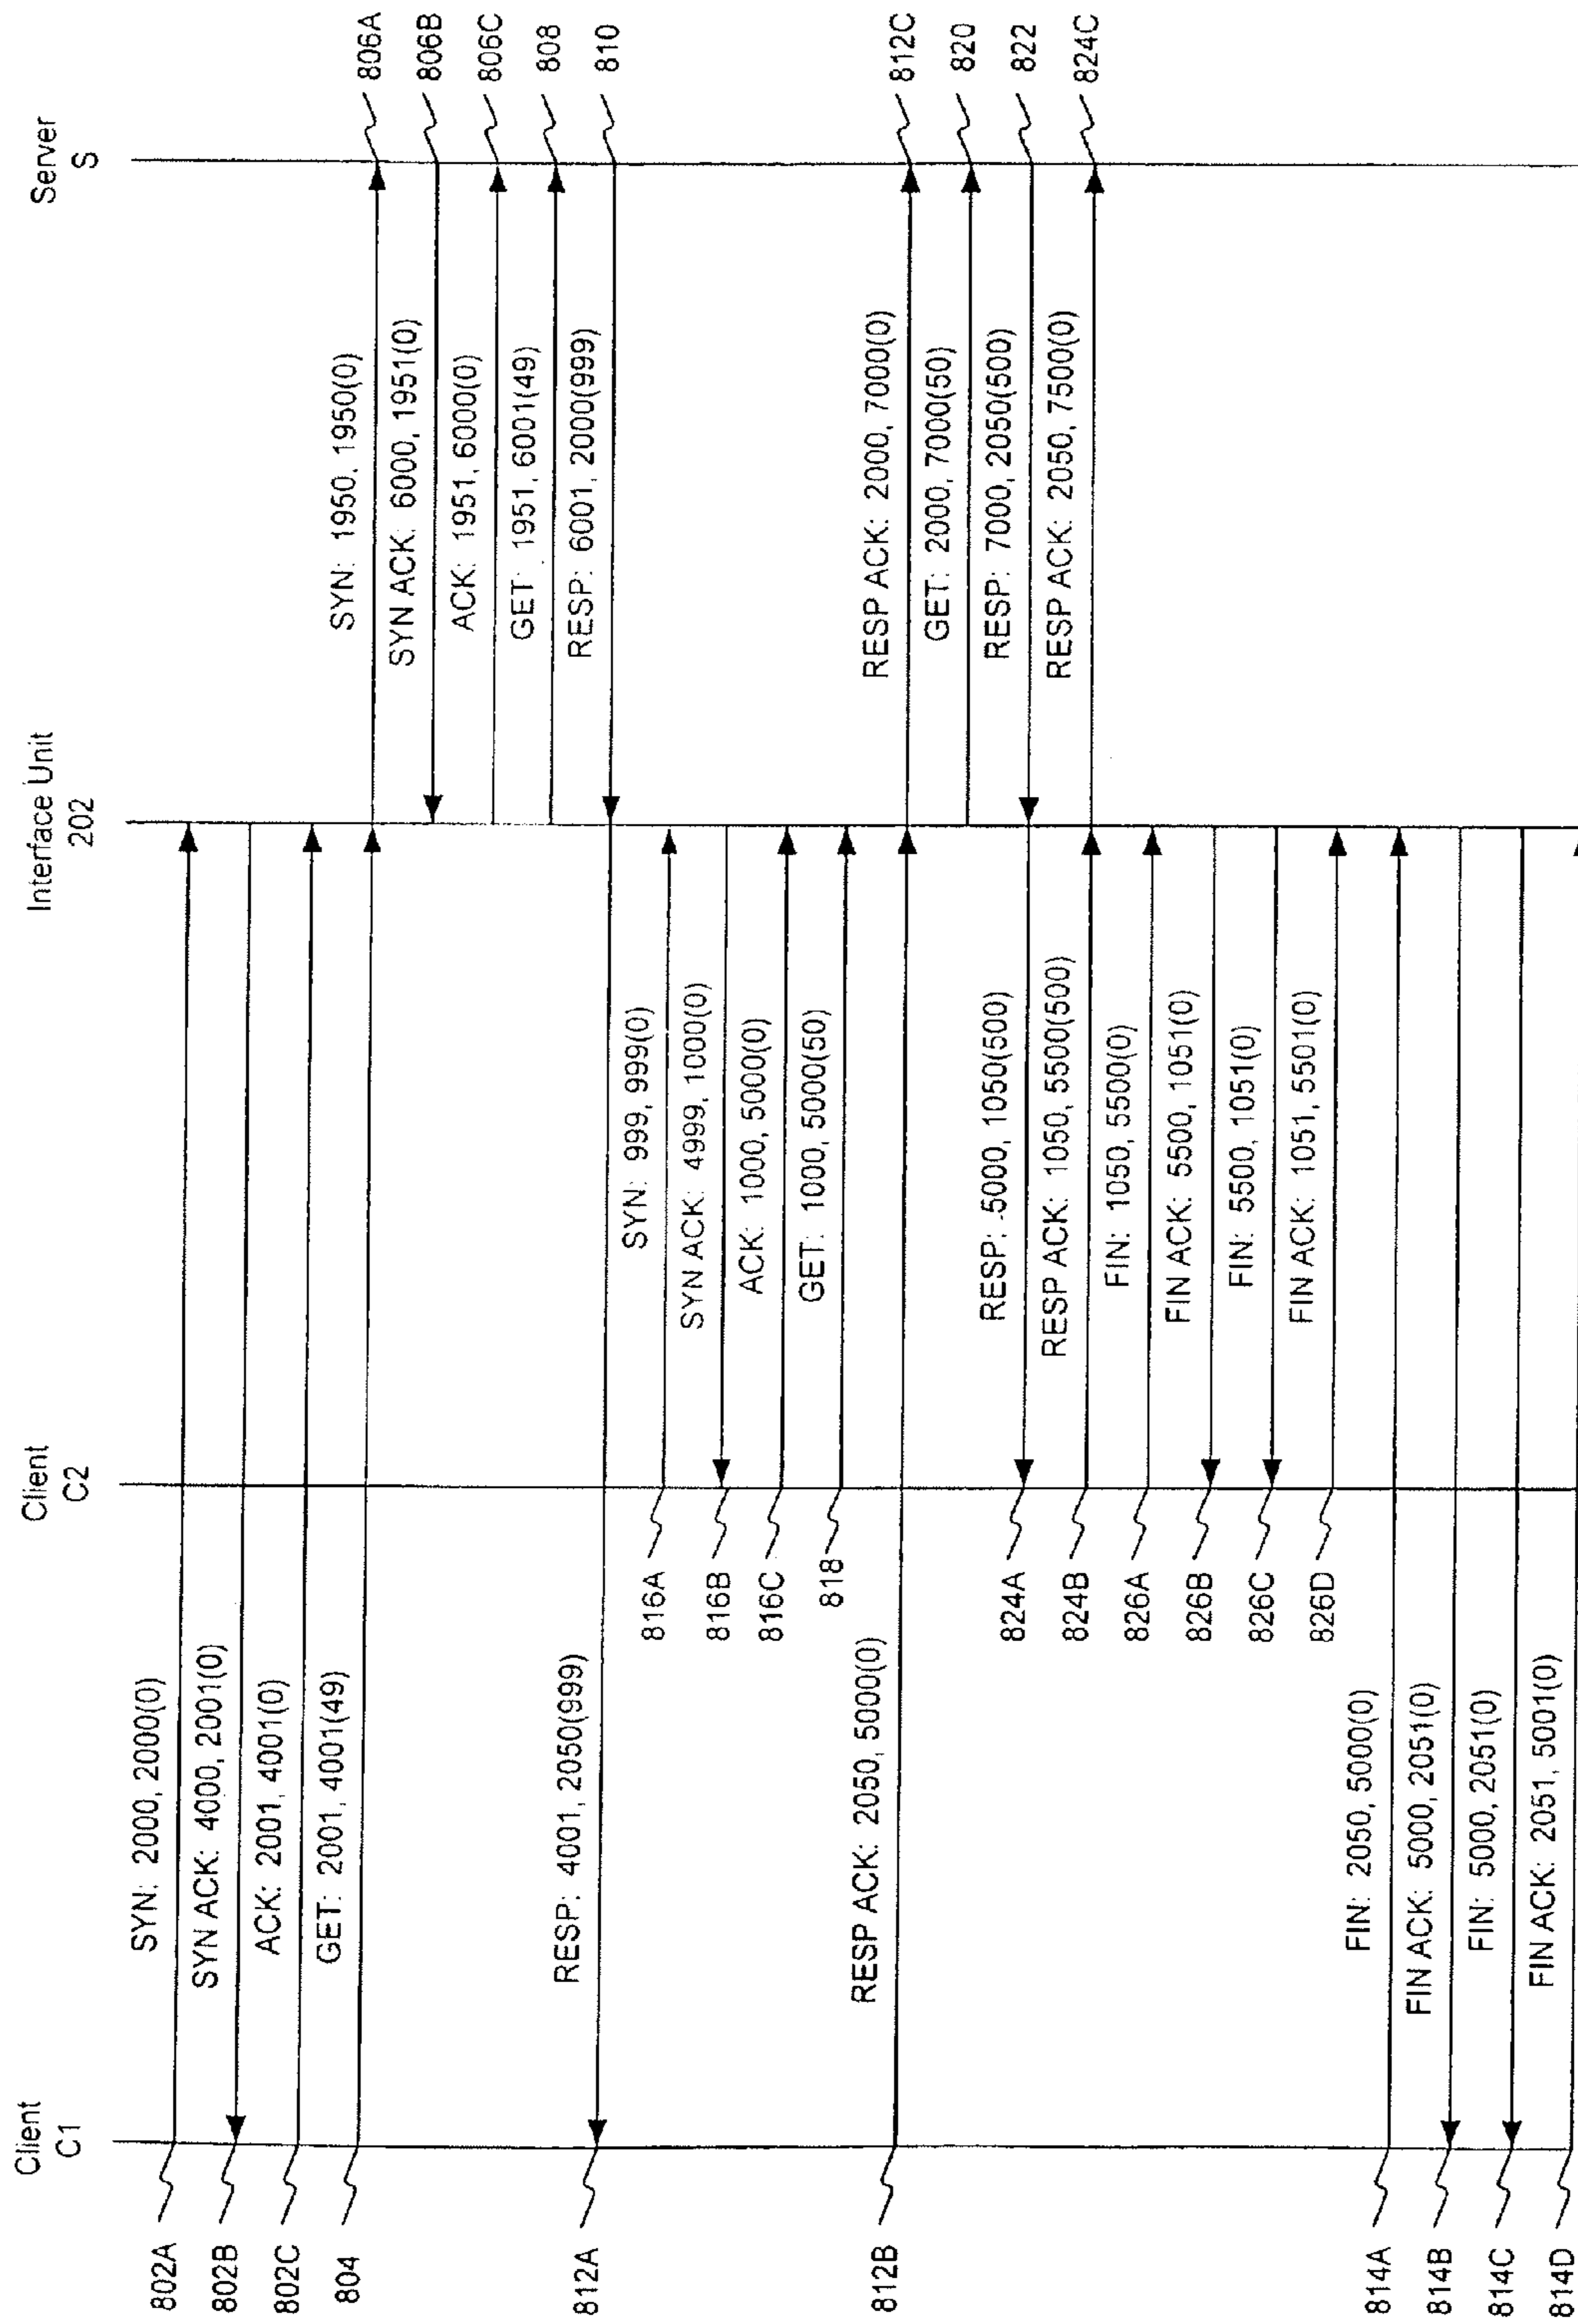 Client
C1
Client
C2
Interface Unit
202
Server
S
802A
SYN: 2000, 2000(0)
802B
SYN ACK: 4000, 2001(0)
802C
ACK: 2001, 4001(0)
804
GET: 2001, 4001(49)
SYN: 1950, 1950(0)
806A
SYN ACK: 6000, 1951(0)
806B
ACK: 1951, 6000(0)
806C
GET: 1951, 6001(49)
808
RESP: 6001, 2000(999)
810
812A
RESP: 4001, 2050(999)
816A
SYN: 999, 999(0)
816B
SYN ACK: 4999, 1000(0)
816C
ACK: 1000, 5000(0)
818
GET: 1000, 5000(50)
812B
RESP ACK: 2050, 5000(0)
RESP ACK: 2000, 7000(0)
812C
GET: 2000, 7000(50)
820
RESP: 7000, 2050(500)
822
824A
RESP: 5000, 1050(500)
824B
RESP ACK: 1050, 5500(500)
RESP ACK: 2050, 7500(0)
824C
826A
FIN: 1050, 5500(0)
826B
FIN ACK: 5500, 1051(0)
826C
FIN: 5500, 1051(0)
826D
FIN ACK: 1051, 5501(0)
814A
FIN: 2050, 5000(0)
814B
FIN ACK: 5000, 2051(0)
814C
FIN: 5000, 2051(0)
814D
FIN ACK: 2051, 5001(0)